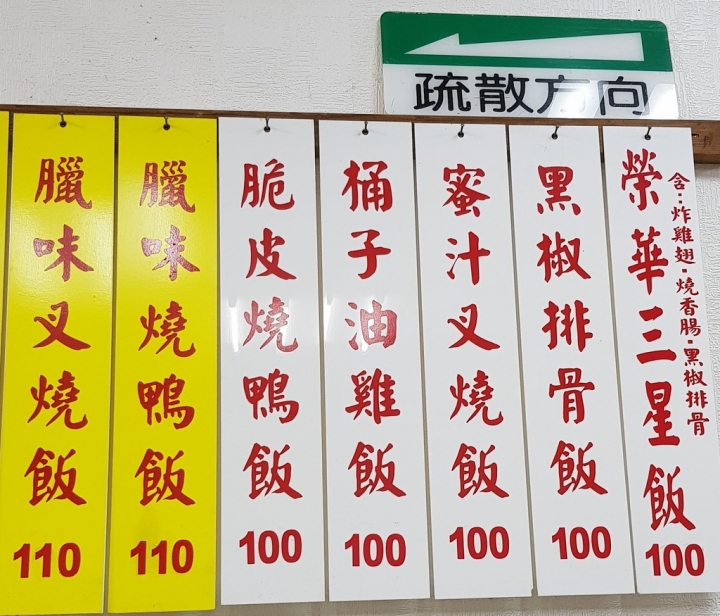 疏散方向
榮華三星飯
100
含:炸雞翅·燒香腸·黑椒排骨
黑椒排骨飯
100
蜜汁叉燒飯
100
桶子油雞飯
100
脆皮燒鴨飯
100
臘味燒鴨飯
110
臘味叉燒飯
110